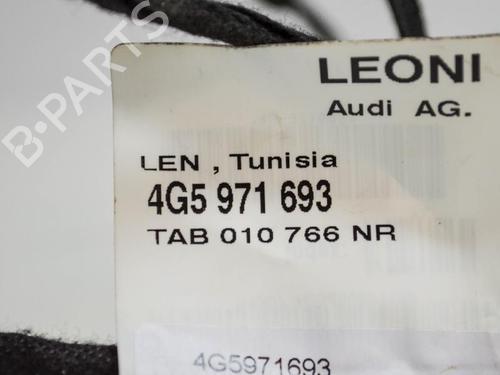 LEONI
Audi AG.
LEN , Tunisia
4G5 971 693
TAB 010 766 NR
4G5971693
B-PARTS